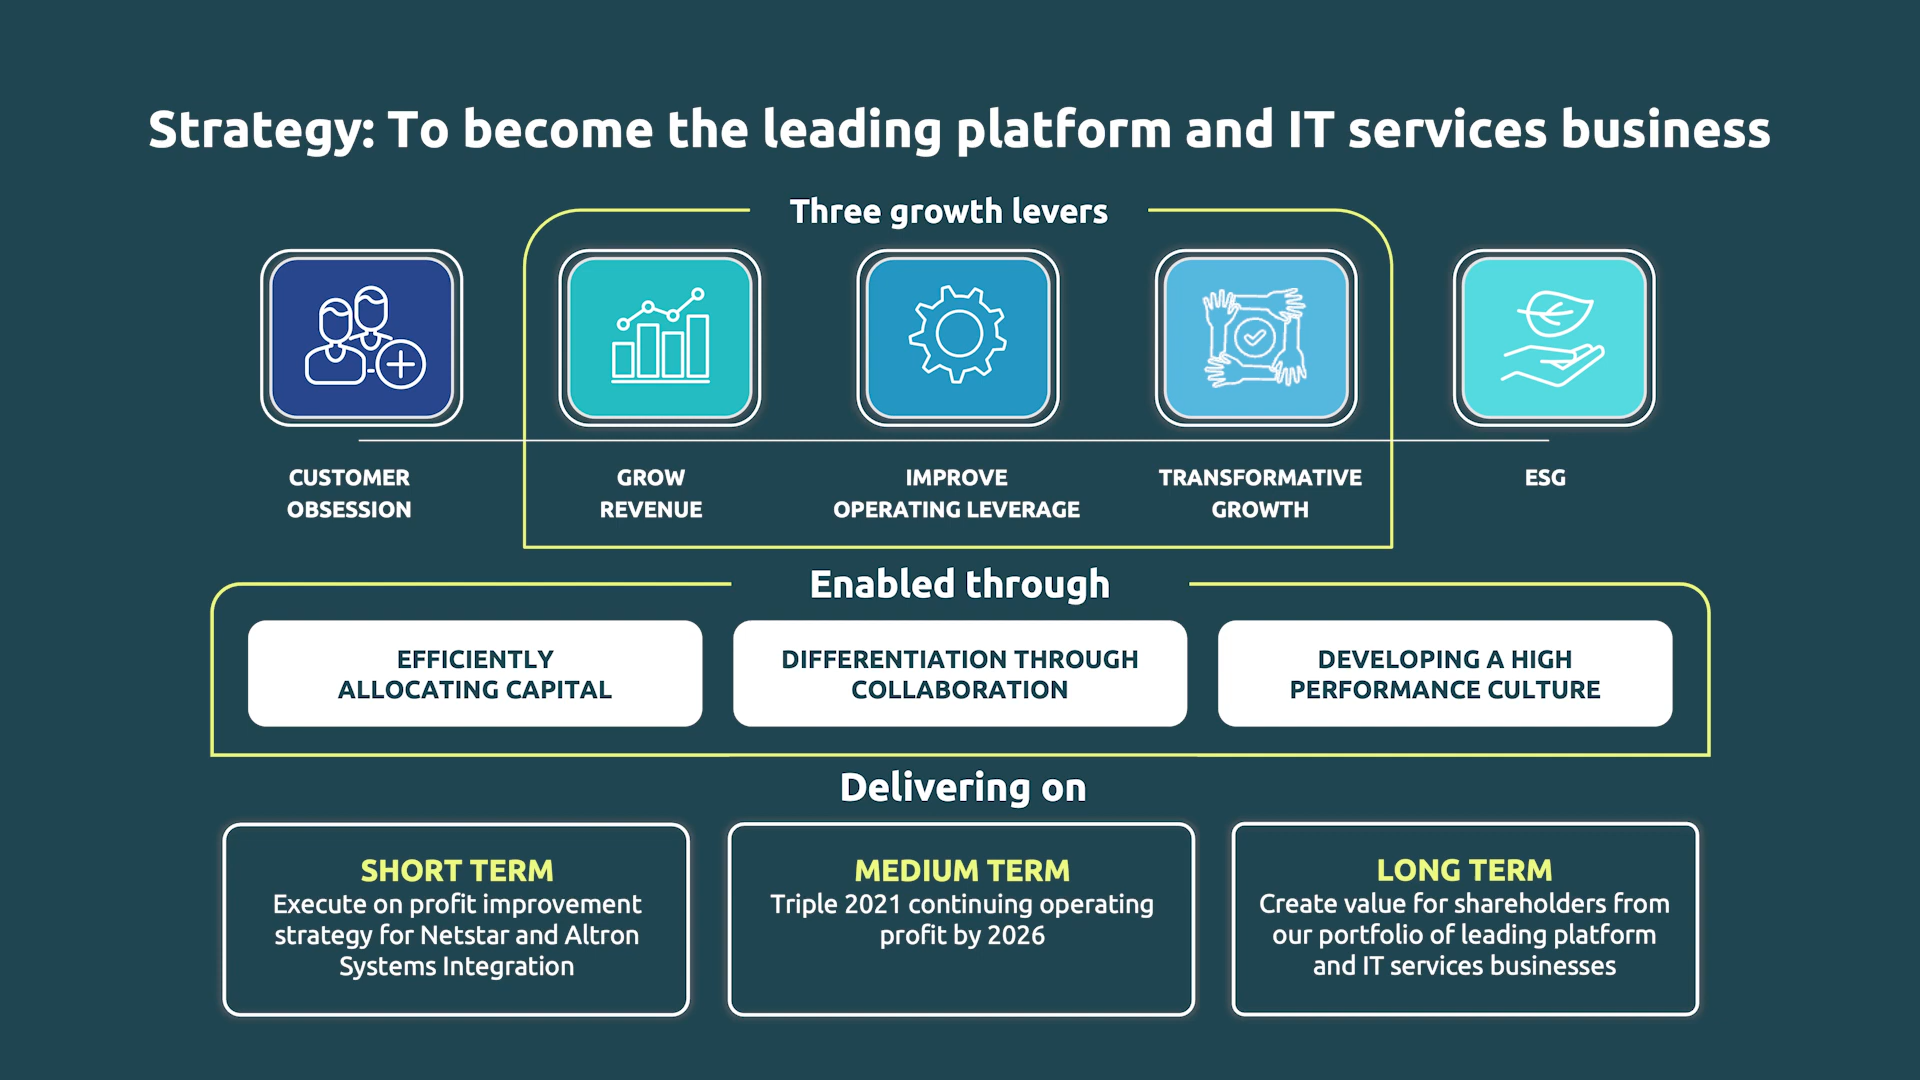 Strategy: To become the leading platform and IT services business
Three growth levers
CUSTOMER
OBSESSION
GROW
REVENUE
IMPROVE
OPERATING LEVERAGE
TRANSFORMATIVE
GROWTH
ESG
Enabled through
EFFICIENTLY
ALLOCATING CAPITAL
DIFFERENTIATION THROUGH
COLLABORATION
DEVELOPING A HIGH
PERFORMANCE CULTURE
Delivering on
SHORT TERM
Execute on profit improvement
strategy for Netstar and Altron
Systems Integration
MEDIUM TERM
Triple 2021 continuing operating
profit by 2026
LONG TERM
Create value for shareholders from
our portfolio of leading platform
and IT services businesses